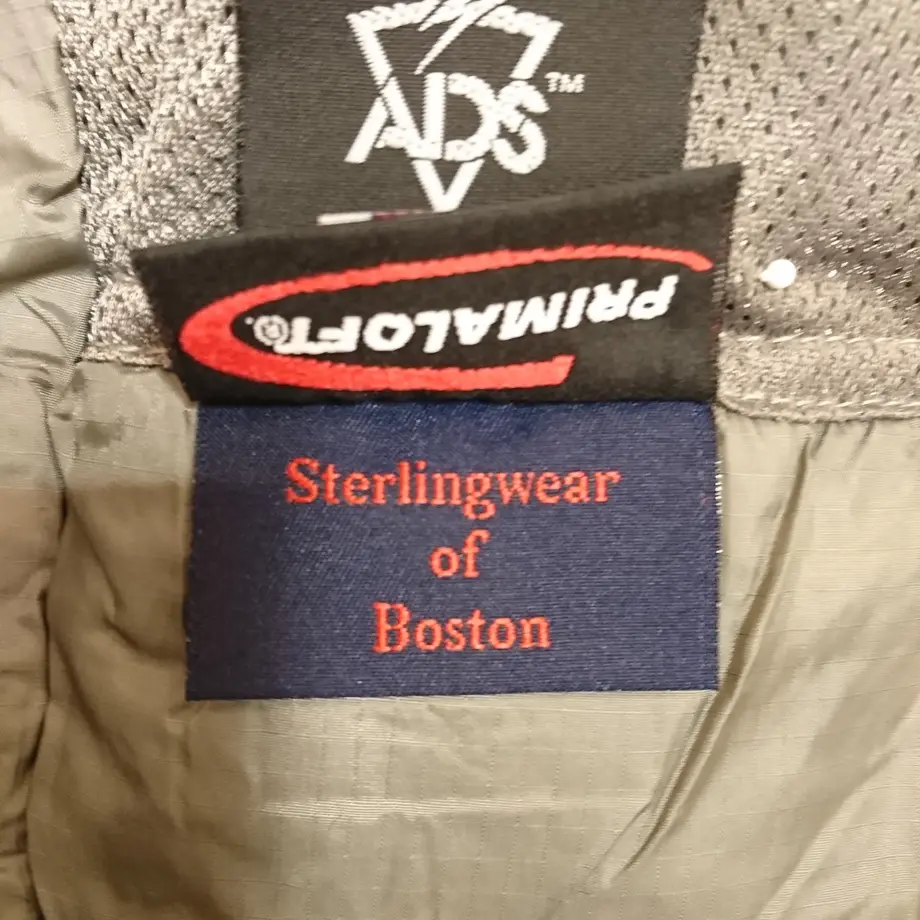 ADS™
PRIMALOFT®
Sterlingwear
of
Boston